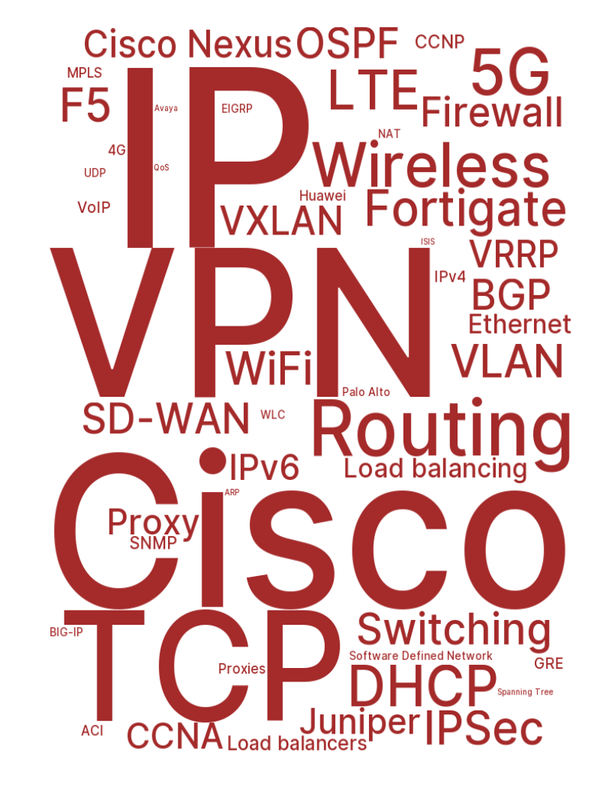 Cisco Nexus
OSPF
CCNP
5G
MPLS
F5
Avaya
IP
EIGRP
LTE
Firewall
4G
NAT
UDP
QoS
Wireless
Huawei
VoIP
VXLAN
Fortigate
ISIS
VRRP
VPN
IPv4
BGP
Ethernet
WiFi
VLAN
Palo Alto
SD-WAN
WLC
Routing
IPv6
Load balancing
ARP
Cisco
Proxy
SNMP
TCP
BIG-IP
Switching
Software Defined Network
GRE
Proxies
DHCP
Spanning Tree
ACI
CCNA
Juniper
IPSec
Load balancers